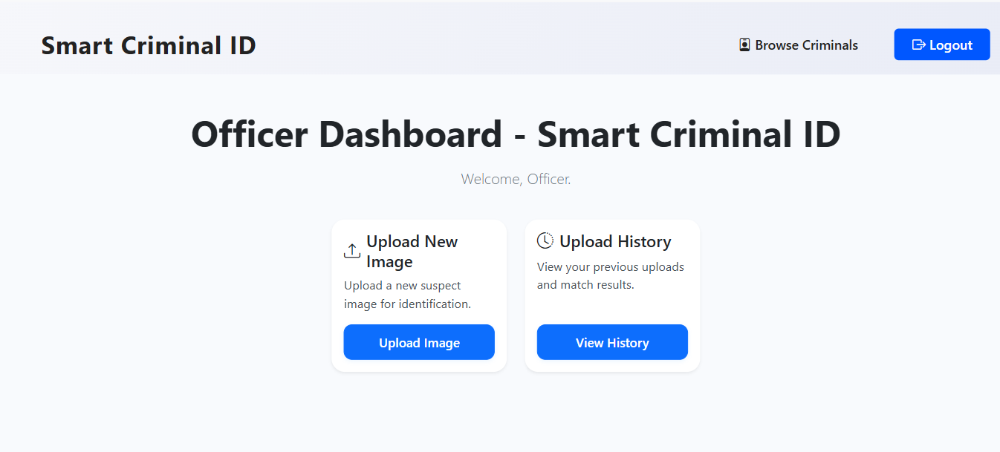 Smart Criminal ID
Browse Criminals
Logout
Officer Dashboard - Smart Criminal ID
Welcome, Officer.
Upload New
Image
Upload a new suspect
image for identification.
Upload Image
Upload History
View your previous uploads
and match results.
View History